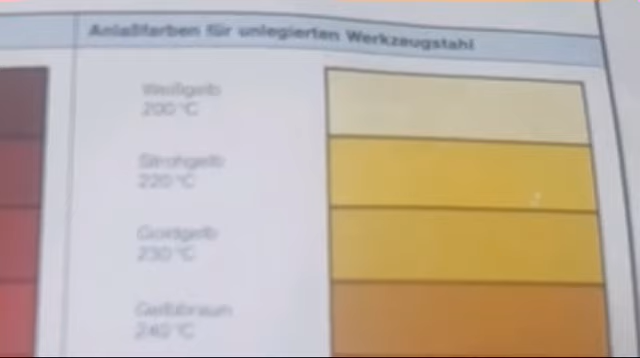 Anlaßfarben für unlegierten Werkzeugstahl
Weißgelb
200 °C
Strohgelb
220 °C
Goldgelb
230 °C
Gelbbraun
240 °C